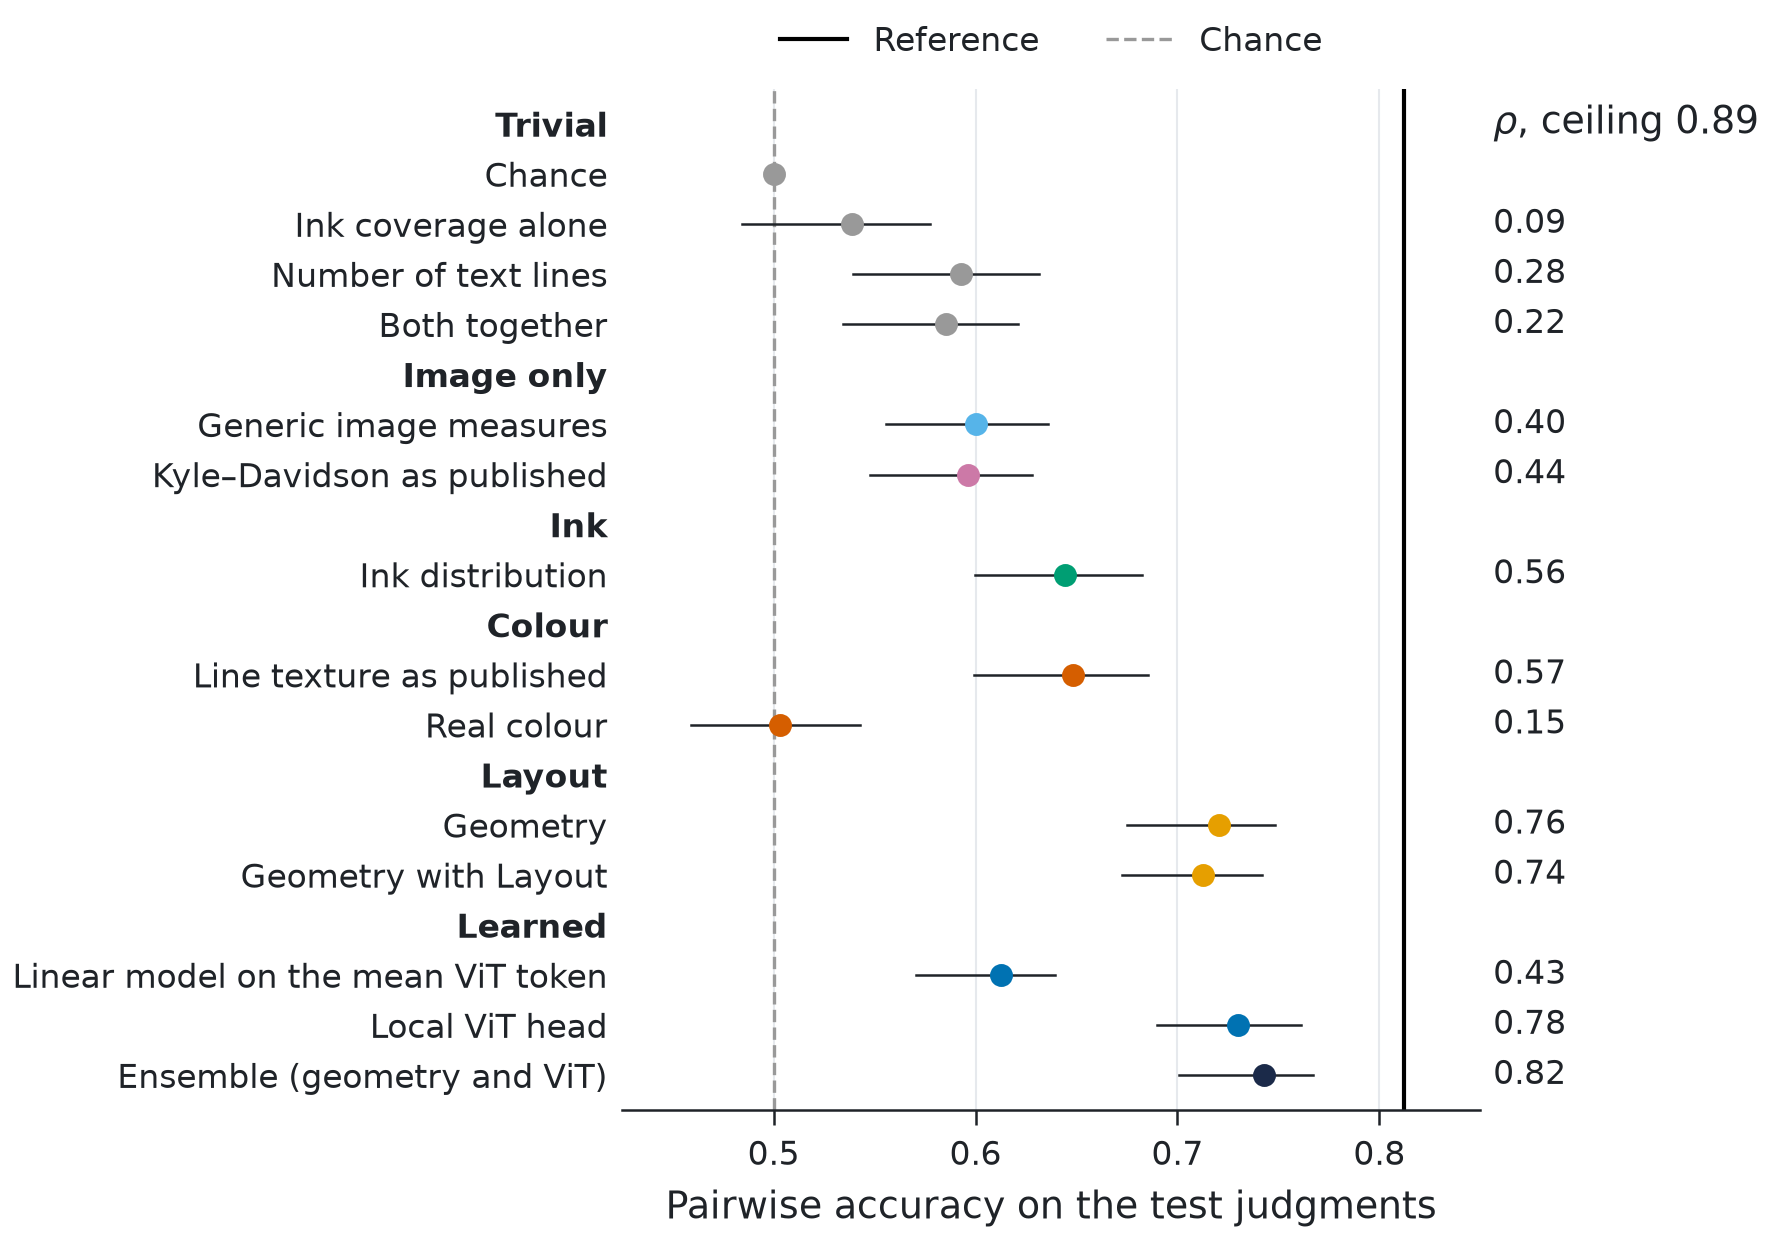 Reference Chance
Trivial ρ, ceiling 0.89
Chance
Ink coverage alone 0.09
Number of text lines 0.28
Both together 0.22
Image only
Generic image measures 0.40
Kyle–Davidson as published 0.44
Ink
Ink distribution 0.56
Colour
Line texture as published 0.57
Real colour 0.15
Layout
Geometry 0.76
Geometry with Layout 0.74
Learned
Linear model on the mean ViT token 0.43
Local ViT head 0.78
Ensemble (geometry and ViT) 0.82
0.5 0.6 0.7 0.8
Pairwise accuracy on the test judgments